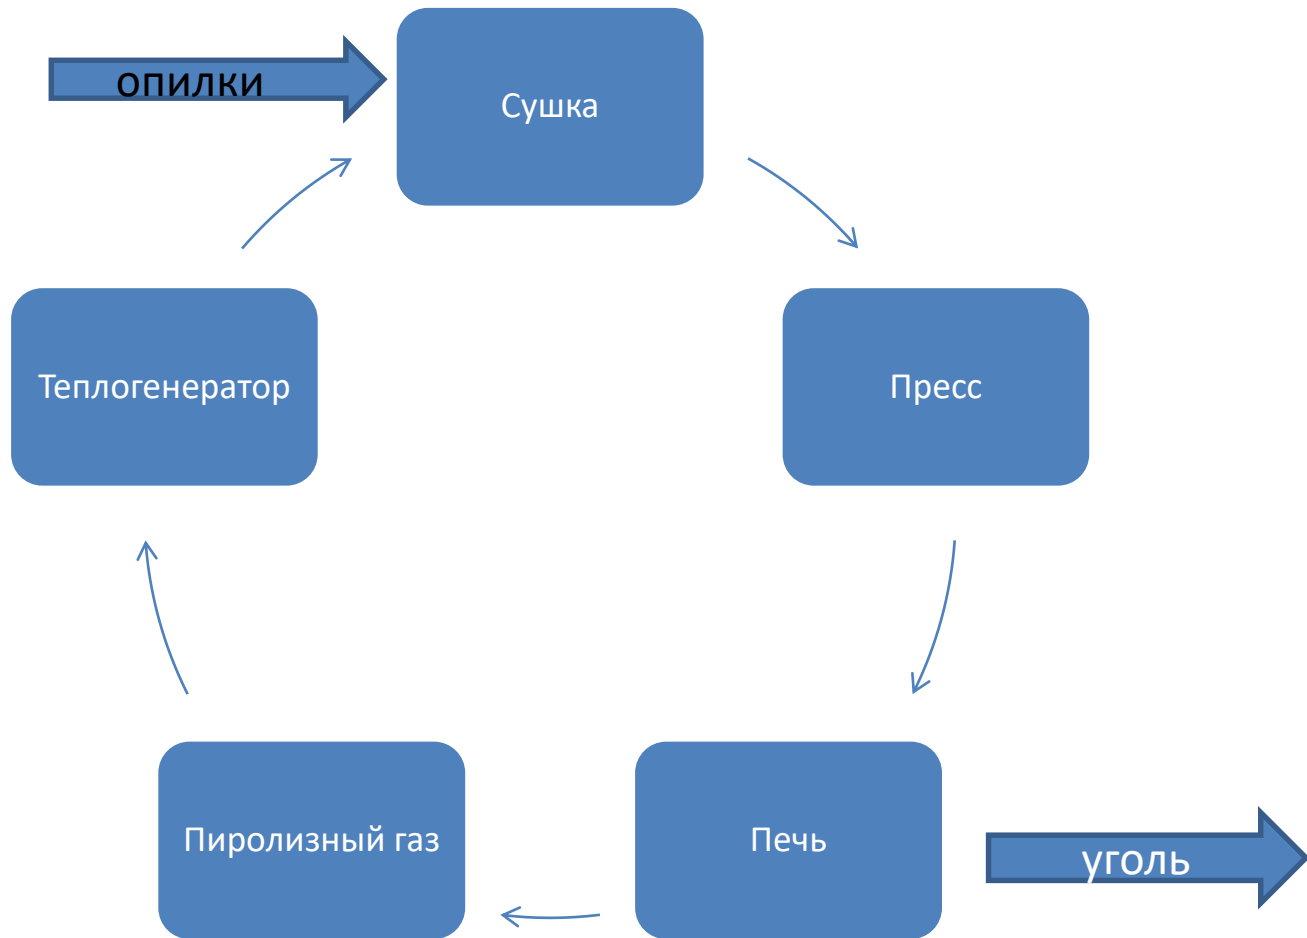 опилки
Сушка
Теплогенератор
Пресс
Пиролизный газ
Печь
уголь